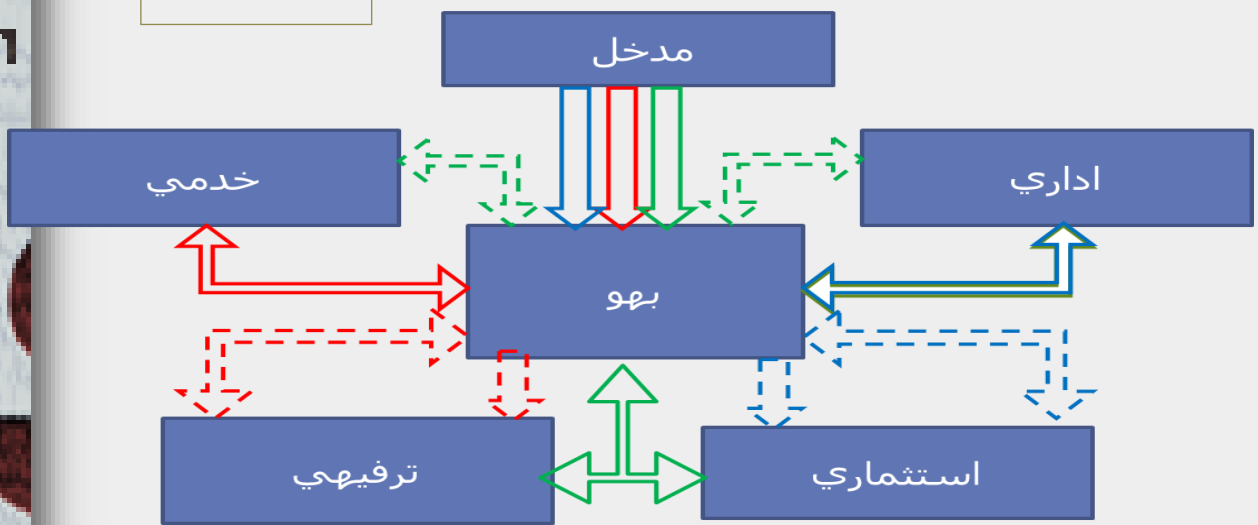 مدخل
اداري
خدمي
بهو
استثماري
ترفيهي